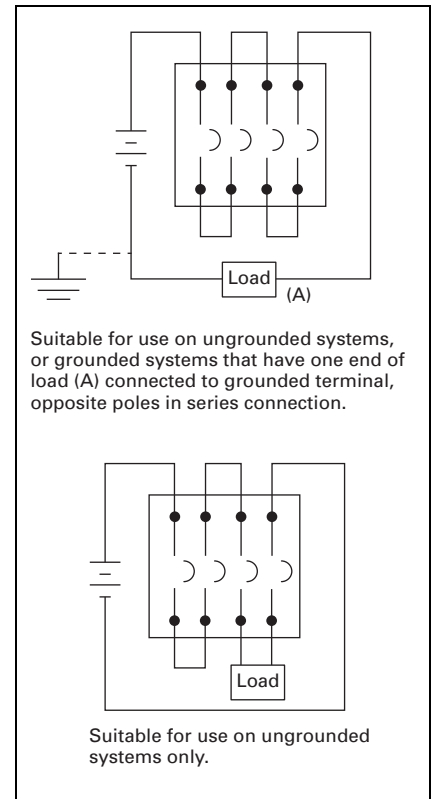 Load
(A)
Suitable for use on ungrounded systems,
or grounded systems that have one end of
load (A) connected to grounded terminal,
opposite poles in series connection.
Load
Suitable for use on ungrounded
systems only.